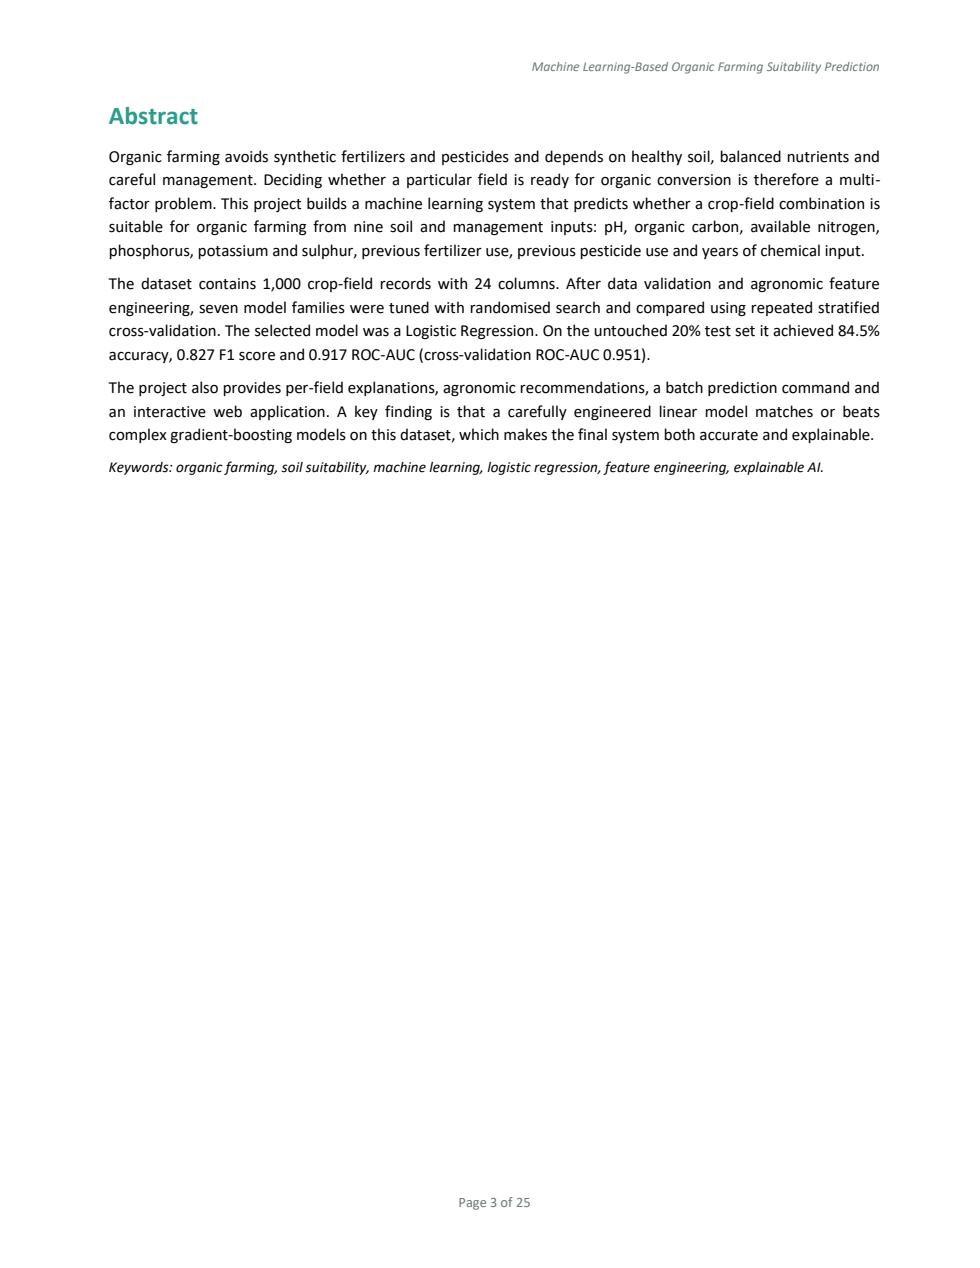 Machine Learning-Based Organic Farming Suitability Prediction
Abstract
Organic farming avoids synthetic fertilizers and pesticides and depends on healthy soil, balanced nutrients and
careful management. Deciding whether a particular field is ready for organic conversion is therefore a multi-
factor problem. This project builds a machine learning system that predicts whether a crop-field combination is
suitable for organic farming from nine soil and management inputs: pH, organic carbon, available nitrogen,
phosphorus, potassium and sulphur, previous fertilizer use, previous pesticide use and years of chemical input.
The dataset contains 1,000 crop-field records with 24 columns. After data validation and agronomic feature
engineering, seven model families were tuned with randomised search and compared using repeated stratified
cross-validation. The selected model was a Logistic Regression. On the untouched 20% test set it achieved 84.5%
accuracy, 0.827 F1 score and 0.917 ROC-AUC (cross-validation ROC-AUC 0.951).
The project also provides per-field explanations, agronomic recommendations, a batch prediction command and
an interactive web application. A key finding is that a carefully engineered linear model matches or beats
complex gradient-boosting models on this dataset, which makes the final system both accurate and explainable.
Keywords: organic farming, soil suitability, machine learning, logistic regression, feature engineering, explainable AI.
Page 3 of 25